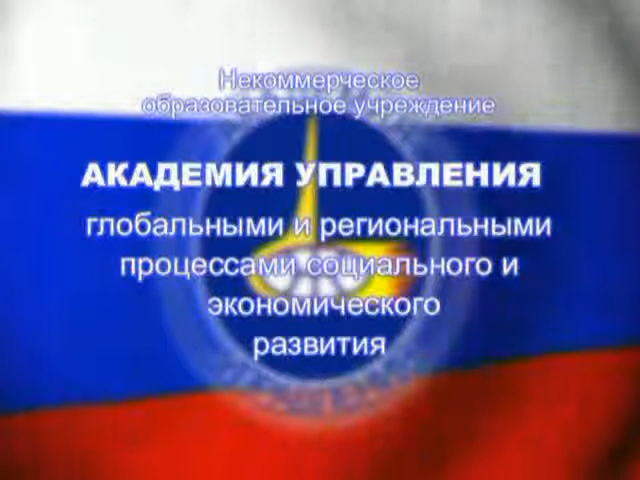 Некоммерческое
образовательное учреждение
АКАДЕМИЯ УПРАВЛЕНИЯ
глобальными и региональными
процессами социального и
экономического
развития